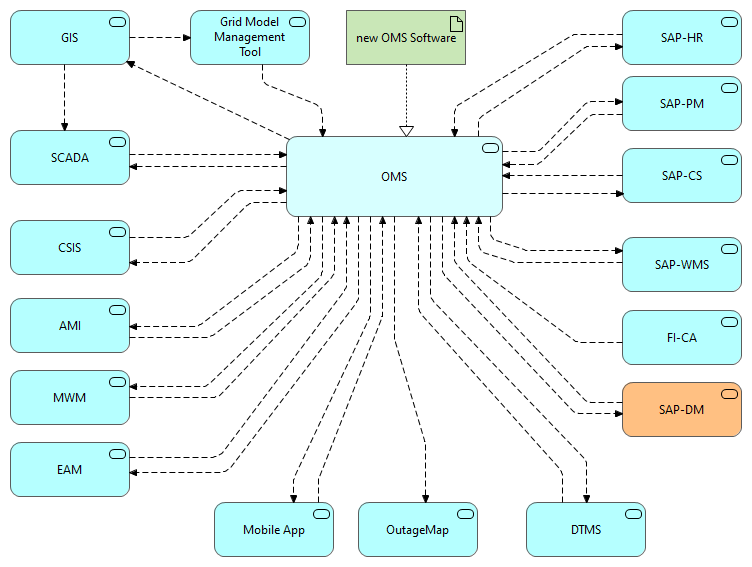 GIS
Grid Model
Management
Tool
new OMS Software
SAP-HR
SAP-PM
SCADA
OMS
SAP-CS
CSIS
SAP-WMS
AMI
FI-CA
MWM
SAP-DM
EAM
Mobile App
OutageMap
DTMS